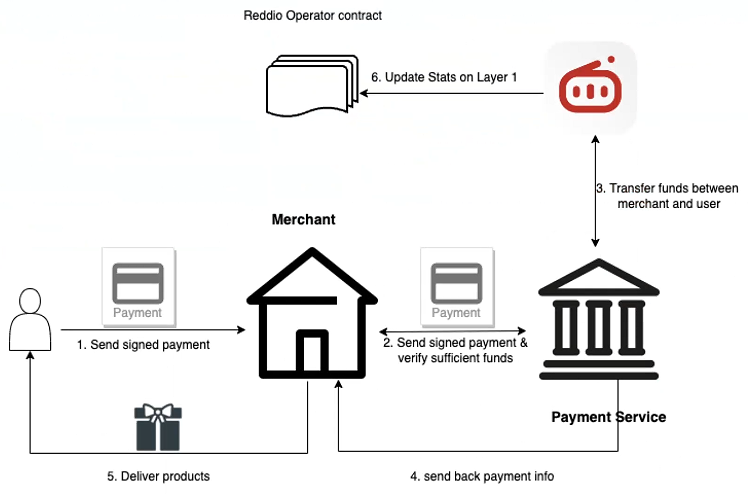 Reddio Operator contract
6. Update Stats on Layer 1
3. Transfer funds between
merchant and user
Merchant
Payment
Payment
1. Send signed payment
2. Send signed payment &
verify sufficient funds
Payment Service
5. Deliver products
4. send back payment info